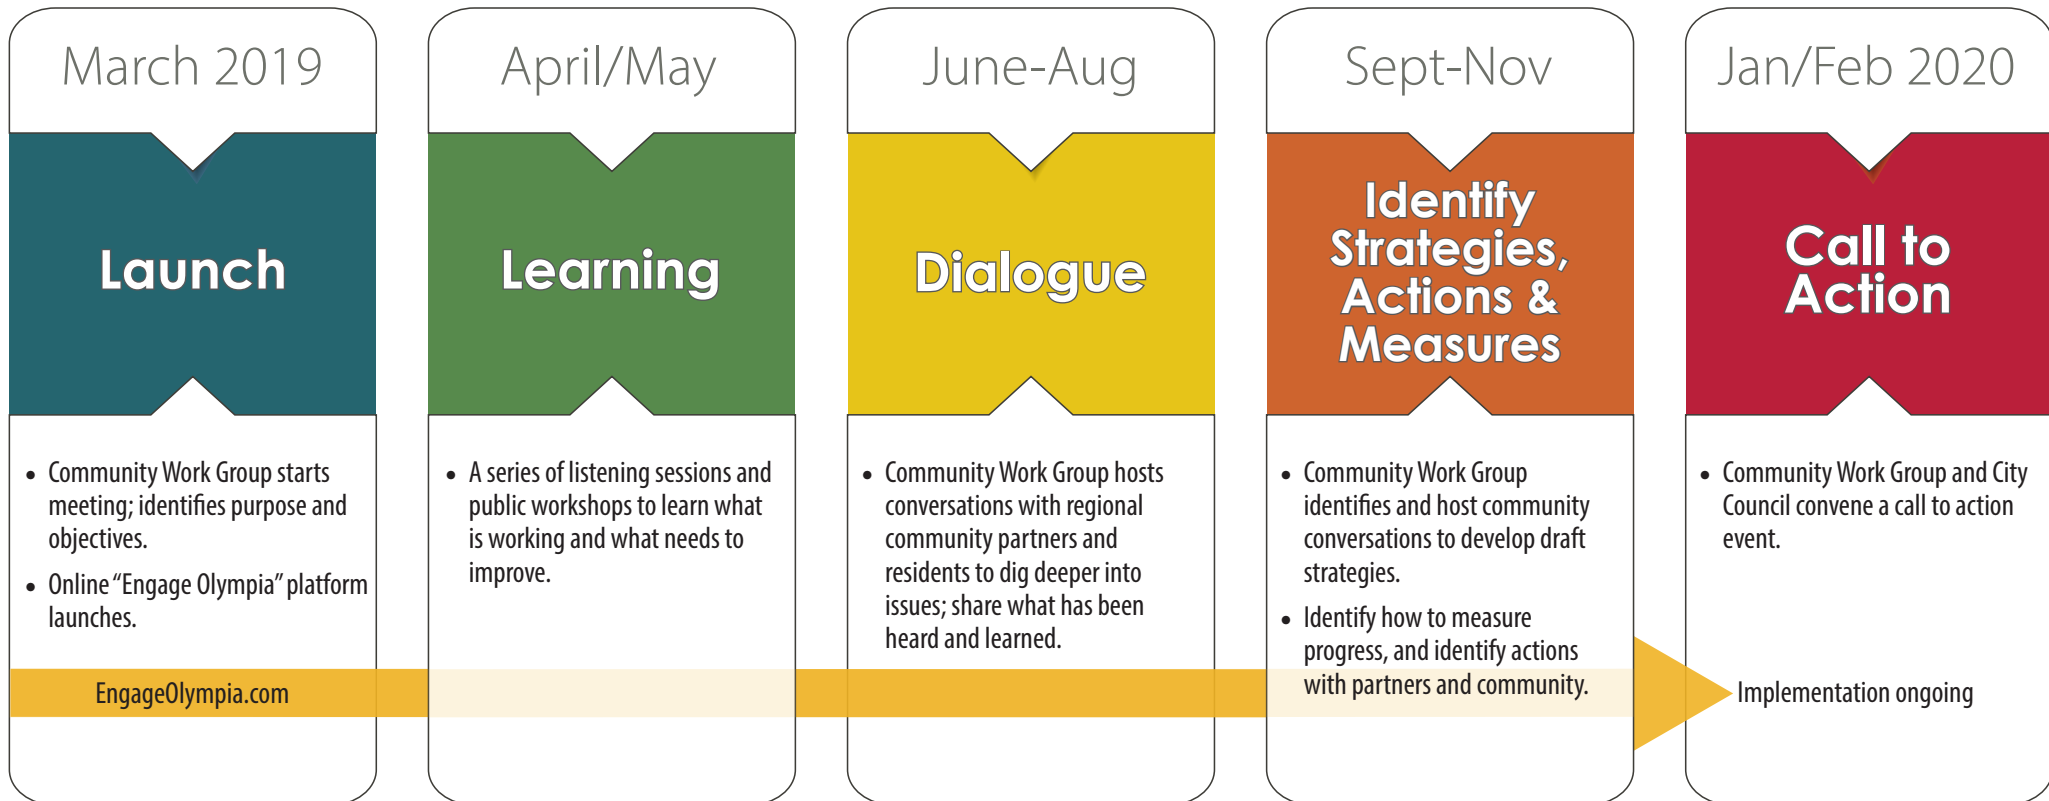 March 2019
Launch
• Community Work Group starts
meeting; identifies purpose and
objectives.
• Online “Engage Olympia” platform
launches.
EngageOlympia.com
April/May
Learning
• A series of listening sessions and
public workshops to learn what
is working and what needs to
improve.
June-Aug
Dialogue
• Community Work Group hosts
conversations with regional
community partners and
residents to dig deeper into
issues; share what has been
heard and learned.
Sept-Nov
Identify
Strategies,
Actions &
Measures
• Community Work Group
identifies and host community
conversations to develop draft
strategies.
• Identify how to measure
progress, and identify actions
with partners and community.
Jan/Feb 2020
Call to
Action
• Community Work Group and City
Council convene a call to action
event.
Implementation ongoing